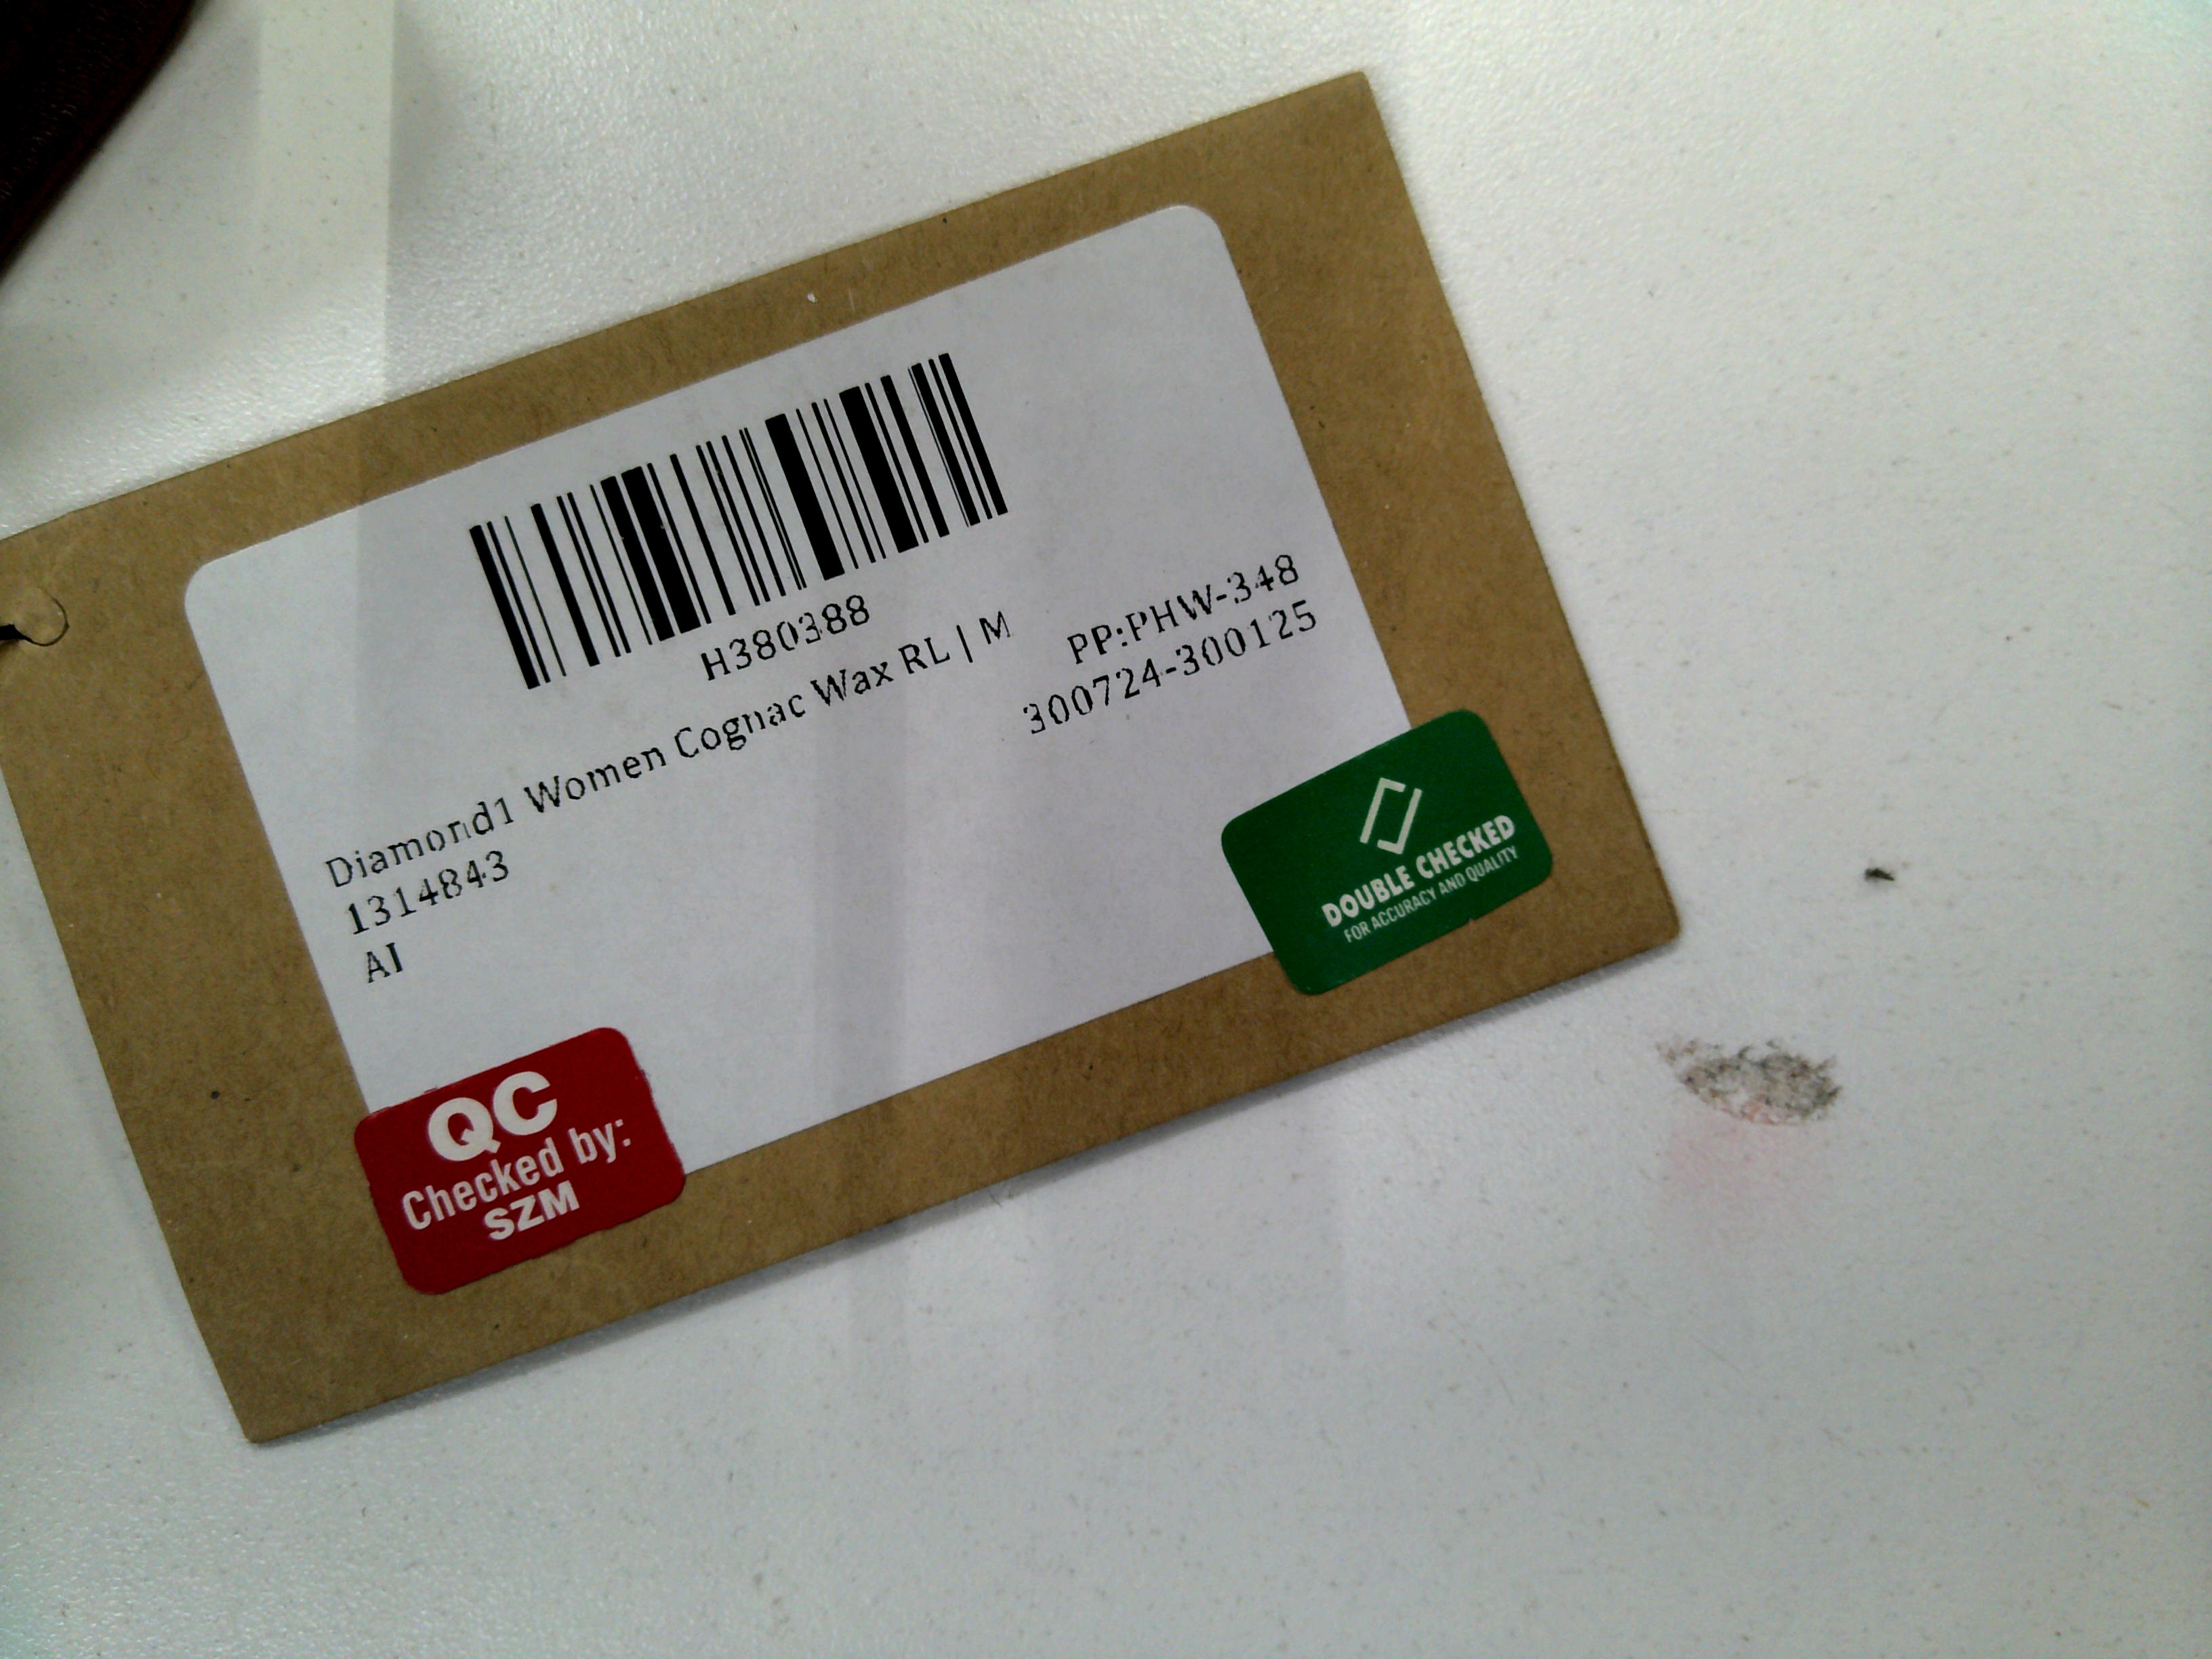 H380388
Diamond1 Women Cognac Wax RL | M
1314843
AI
PP:PHW-348
300724-300125
DOUBLE CHECKED
FOR ACCURACY AND QUALITY
QC
Checked by:
SZM